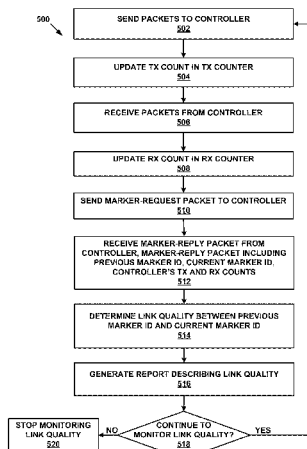 500
SEND PACKETS TO CONTROLLER
502
UPDATE TX COUNT IN TX COUNTER
504
RECEIVE PACKETS FROM CONTROLLER
506
UPDATE RX COUNT IN RX COUNTER
508
SEND MARKER-REQUEST PACKET TO CONTROLLER
510
RECEIVE MARKER-REPLY PACKET FROM
CONTROLLER, MARKER-REPLY PACKET INCLUDING
PREVIOUS MARKER ID, CURRENT MARKER ID,
CONTROLLER'S TX AND RX COUNTS
512
DETERMINE LINK QUALITY BETWEEN PREVIOUS
MARKER ID AND CURRENT MARKER ID
514
GENERATE REPORT DESCRIBING LINK QUALITY
516
STOP MONITORING
LINK QUALITY
520
NO
CONTINUE TO
MONITOR LINK QUALITY?
518
YES